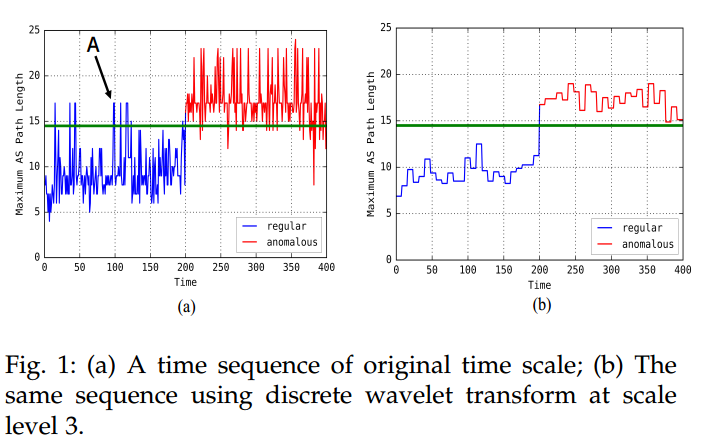 25
20
15
10
5
0
Maximum AS Path Length
A
regular
anomalous
0 50 100 150 200 250 300 350 400
Time
(a)
25
20
15
10
5
0
Maximum AS Path Length
regular
anomalous
0 50 100 150 200 250 300 350 400
Time
(b)
Fig. 1: (a) A time sequence of original time scale; (b) The
same sequence using discrete wavelet transform at scale
level 3.